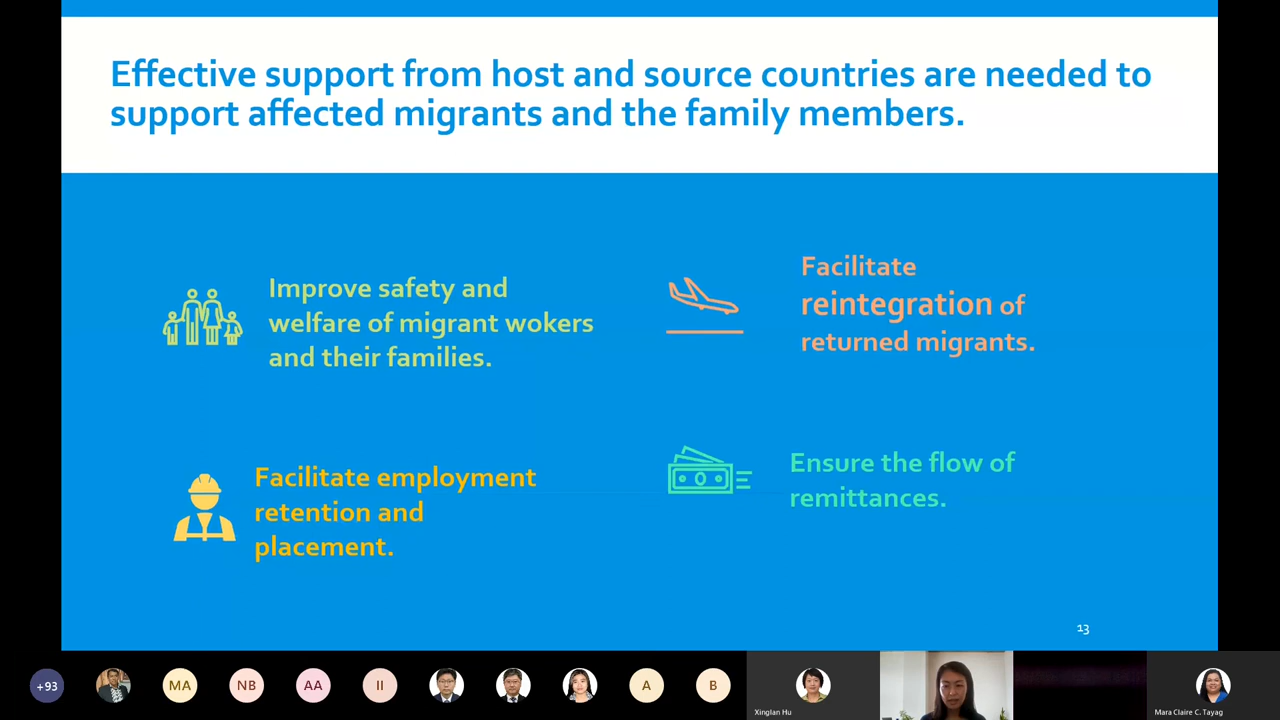 Effective support from host and source countries are needed to
support affected migrants and the family members.
Improve safety and
welfare of migrant wokers
and their families.
Facilitate
reintegration of
returned migrants.
Facilitate employment
retention and
placement.
Ensure the flow of
remittances.
13
+93
MA
NB
AA
II
A
B
Xinglan Hu
Mara Claire C. Tayag